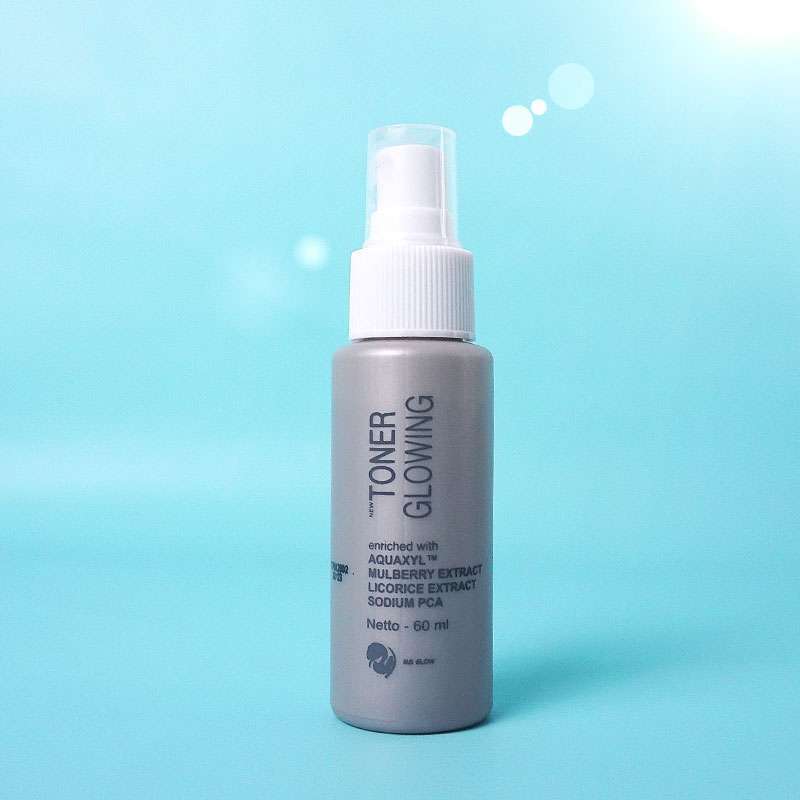 NEW TONER
GLOWING
enriched with
AQUAXYL™
MULBERRY EXTRACT
LICORICE EXTRACT
SODIUM PCA
Netto - 60 ml
MS GLOW